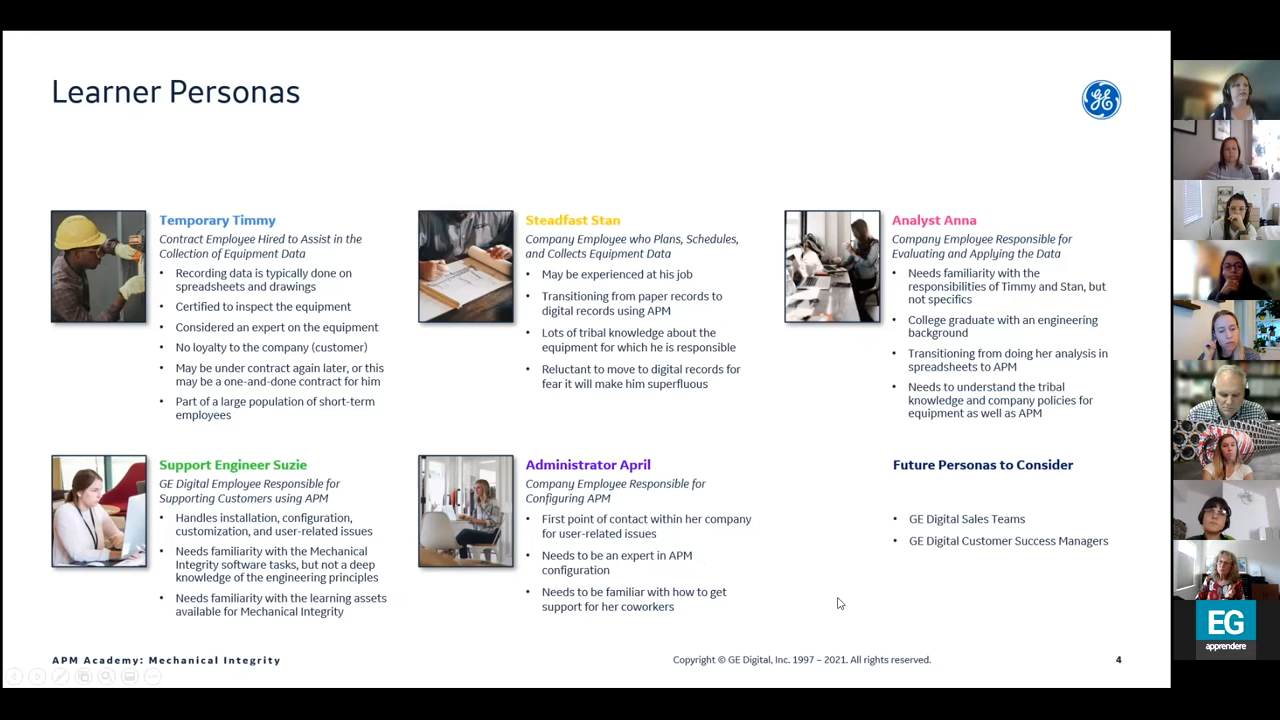 Learner Personas
Temporary Timmy
Contract Employee Hired to Assist in the
Collection of Equipment Data
• Recording data is typically done on
spreadsheets and drawings
• Certified to inspect the equipment
• Considered an expert on the equipment
• No loyalty to the company (customer)
• May be under contract again later, or this
may be a one-and-done contract for him
• Part of a large population of short-term
employees
Steadfast Stan
Company Employee who Plans, Schedules,
and Collects Equipment Data
• May be experienced at his job
• Transitioning from paper records to
digital records using APM
• Lots of tribal knowledge about the
equipment for which he is responsible
• Reluctant to move to digital records for
fear it will make him superfluous
Analyst Anna
Company Employee Responsible for
Evaluating and Applying the Data
• Needs familiarity with the
responsibilities of Timmy and Stan, but
not specifics
• College graduate with an engineering
background
• Transitioning from doing her analysis in
spreadsheets to APM
• Needs to understand the tribal
knowledge and company policies for
equipment as well as APM
Support Engineer Suzie
GE Digital Employee Responsible for
Supporting Customers using APM
• Handles installation, configuration,
customization, and user-related issues
• Needs familiarity with the Mechanical
Integrity software tasks, but not a deep
knowledge of the engineering principles
• Needs familiarity with the learning assets
available for Mechanical Integrity
Administrator April
Company Employee Responsible for
Configuring APM
• First point of contact within her company
for user-related issues
• Needs to be an expert in APM
configuration
• Needs to be familiar with how to get
support for her coworkers
Future Personas to Consider
• GE Digital Sales Teams
• GE Digital Customer Success Managers
APM Academy: Mechanical Integrity
Copyright © GE Digital, Inc. 1997 – 2021. All rights reserved.
4
GE
EG
apprendere